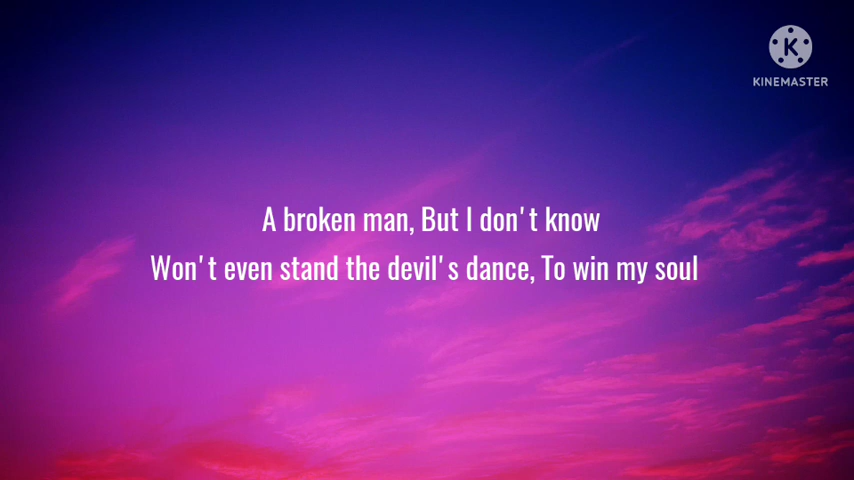 KINEMASTER
A broken man, But I don't know
Won't even stand the devil's dance, To win my soul